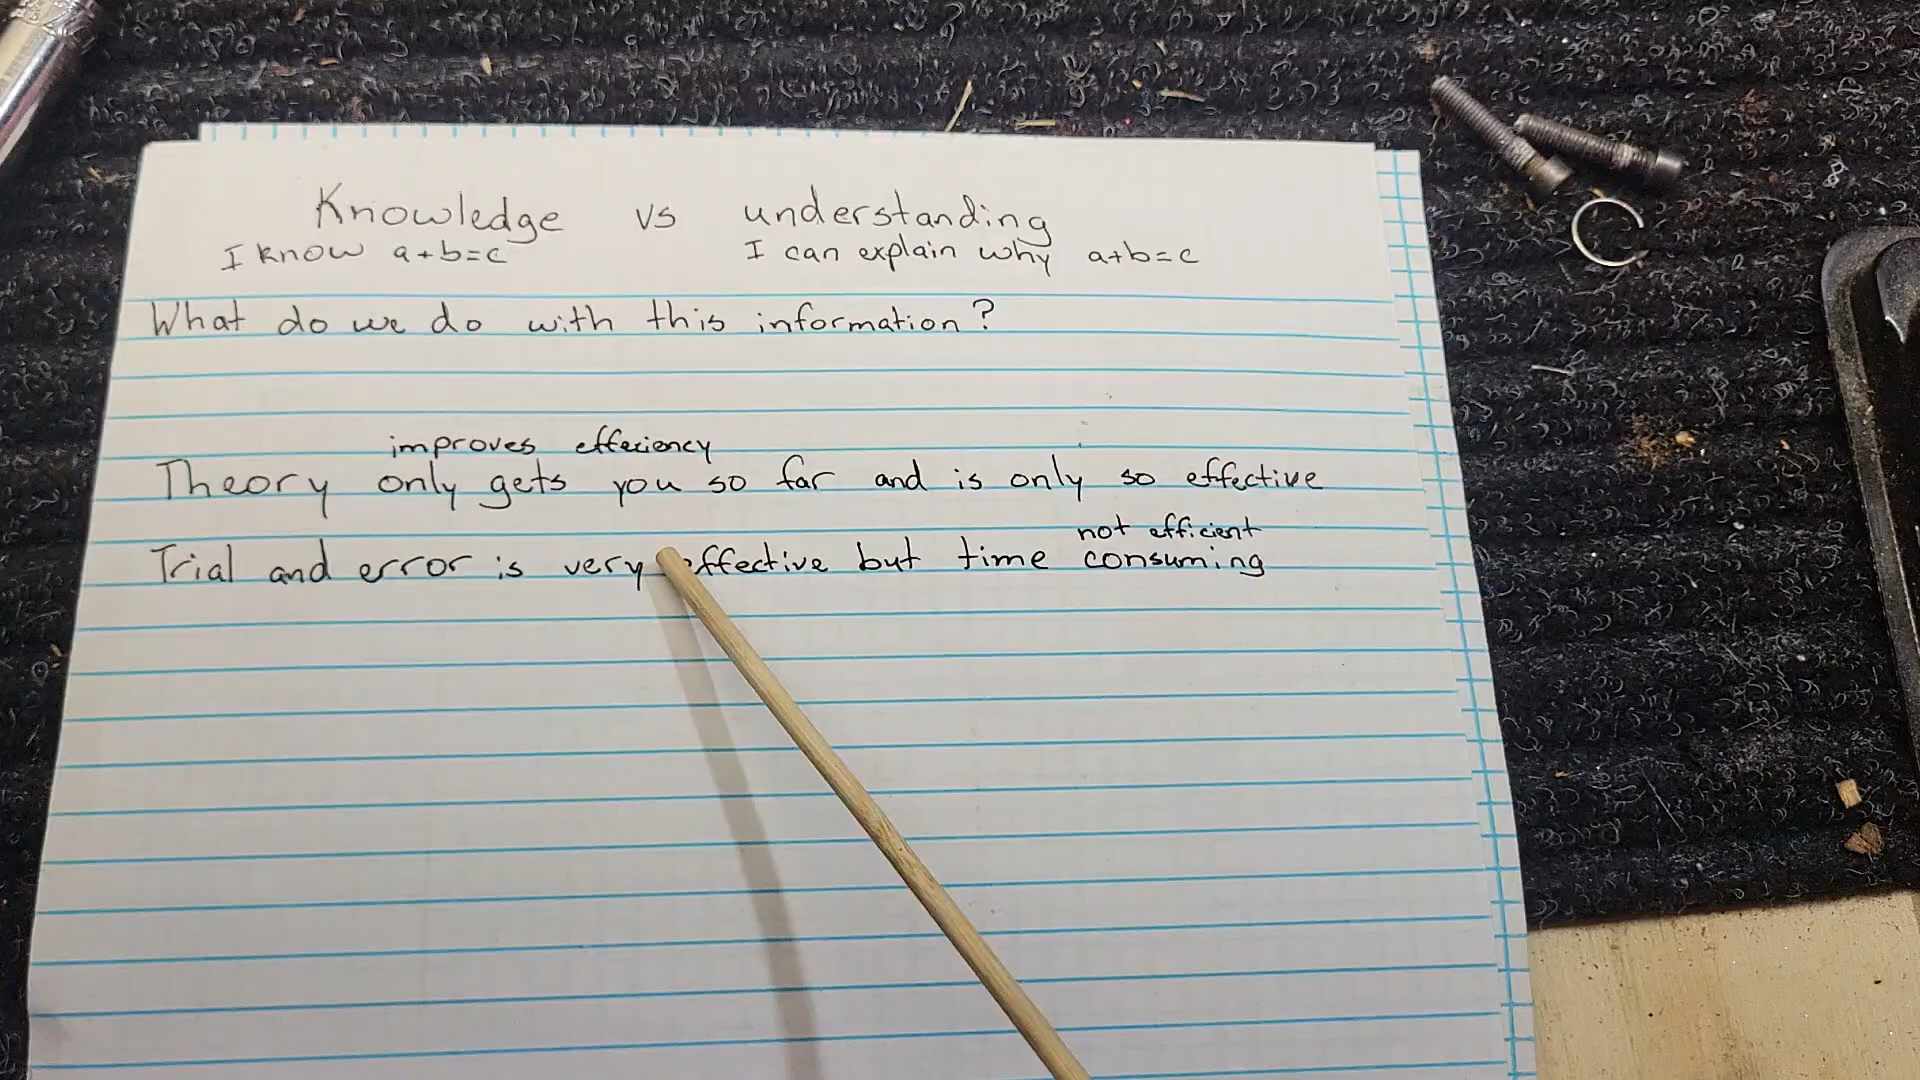 Knowledge vs understanding
I know a+b=c I can explain why a+b=c
What do we do with this information?
improves effeciency
Theory only gets you so far and is only so effective
not efficient
Trial and error is very effective but time consuming